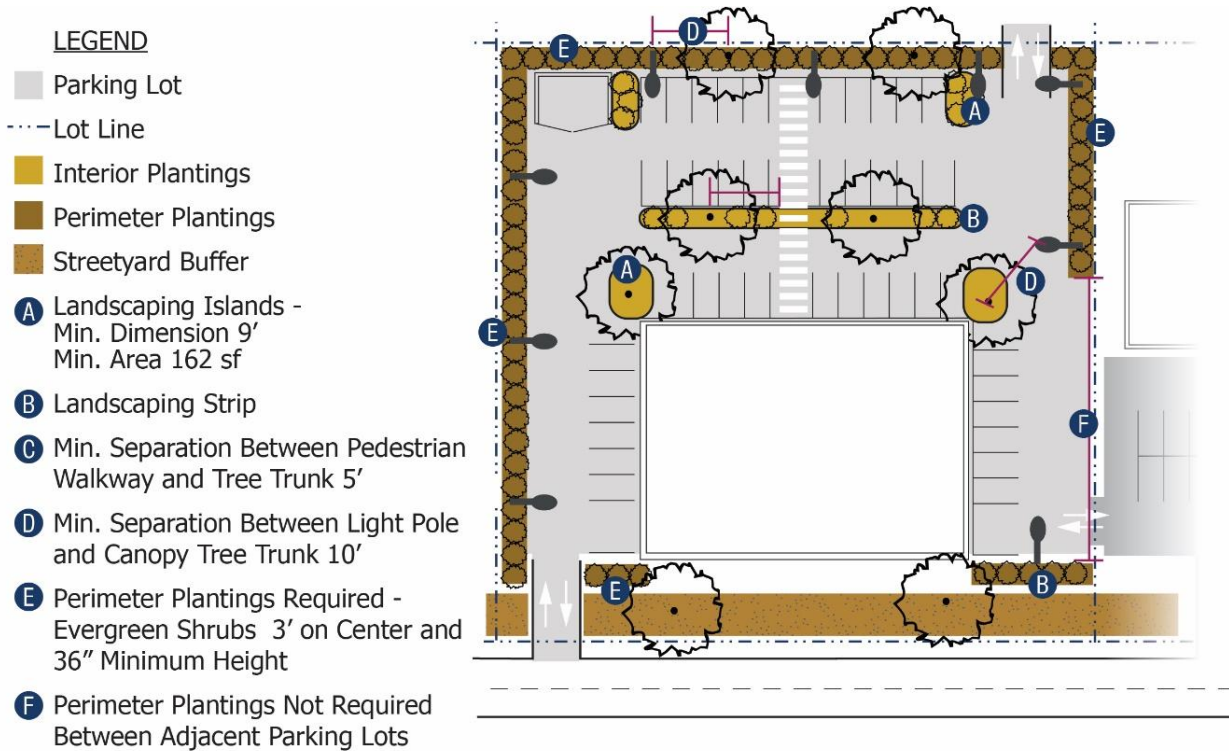 LEGEND
Parking Lot
Lot Line
Interior Plantings
Perimeter Plantings
Streetyard Buffer
A Landscaping Islands -
Min. Dimension 9′
Min. Area 162 sf
B Landscaping Strip
C Min. Separation Between Pedestrian
Walkway and Tree Trunk 5′
D Min. Separation Between Light Pole
and Canopy Tree Trunk 10′
E Perimeter Plantings Required -
Evergreen Shrubs 3′ on Center and
36″ Minimum Height
F Perimeter Plantings Not Required
Between Adjacent Parking Lots
D
E
A
E
B
A
D
E
F
B
E